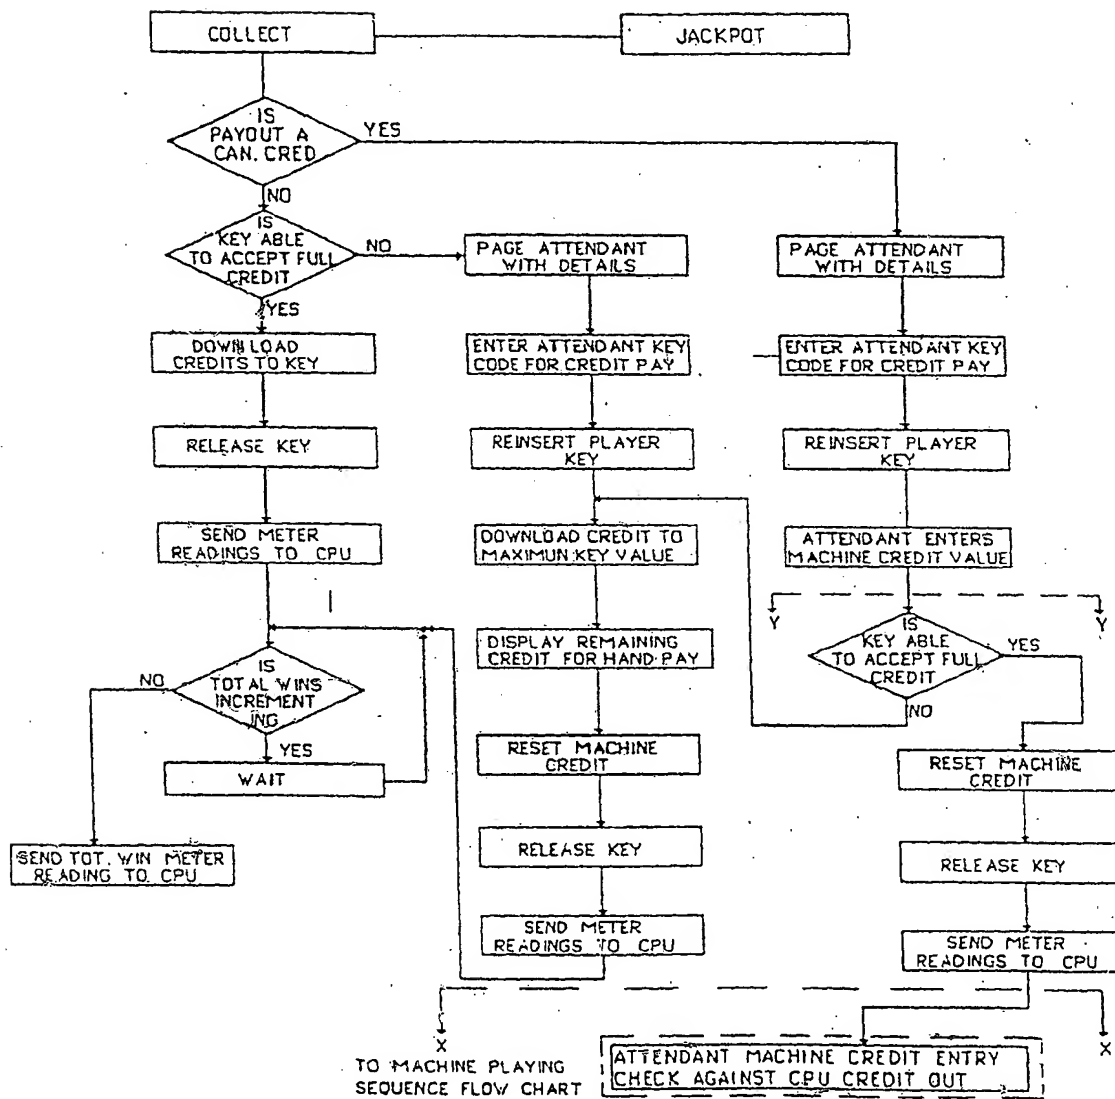 COLLECT
JACKPOT
IS
PAYOUT A
CAN. CRED
YES
NO
IS
KEY ABLE
TO ACCEPT FULL
CREDIT
NO
YES
PAGE ATTENDANT
WITH DETAILS
PAGE ATTENDANT
WITH DETAILS
DOWNLOAD
CREDITS TO KEY
ENTER ATTENDANT KEY
CODE FOR CREDIT PAY
ENTER ATTENDANT KEY
CODE FOR CREDIT PAY
RELEASE KEY
REINSERT PLAYER
KEY
REINSERT PLAYER
KEY
SEND METER
READINGS TO CPU
DOWNLOAD CREDIT TO
MAXIMUN KEY VALUE
ATTENDANT ENTERS
MACHINE CREDIT VALUE
Y
Y
IS
KEY ABLE
TO ACCEPT FULL
CREDIT
YES
NO
DISPLAY REMAINING
CREDIT FOR HAND PAY
IS
TOTAL WINS
INCREMENT
ING
NO
YES
WAIT
RESET MACHINE
CREDIT
RESET MACHINE
CREDIT
SEND TOT. WIN METER
READING TO CPU
RELEASE KEY
RELEASE KEY
SEND METER
READINGS TO CPU
SEND METER
READINGS TO CPU
X
X
TO MACHINE PLAYING
SEQUENCE FLOW CHART
ATTENDANT MACHINE CREDIT ENTRY
CHECK AGAINST CPU CREDIT OUT